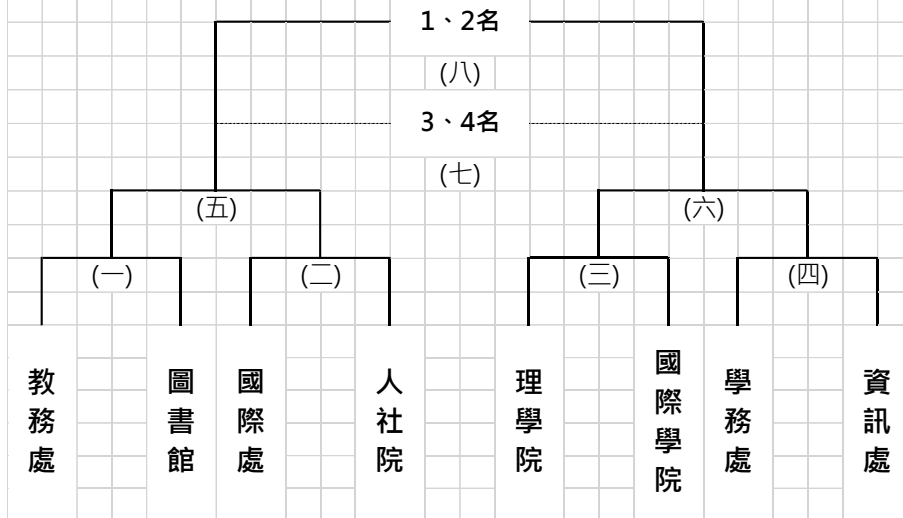 1、2名
(八)
3、4名
(七)
(五)
(六)
(一)
(二)
(三)
(四)
教務處
圖書館
國際處
人社院
理學院
國際學院
學務處
資訊處